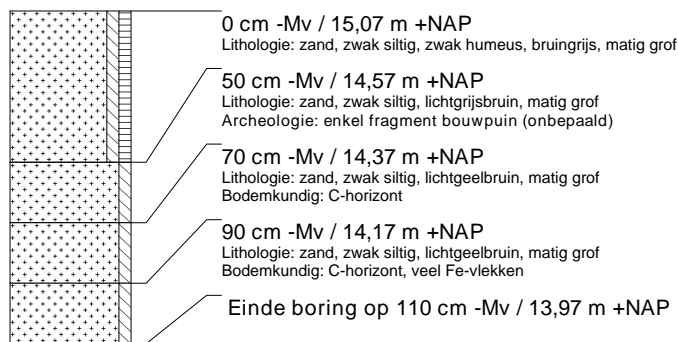 0 cm -Mv / 15,07 m +NAP
Lithologie: zand, zwak siltig, zwak humeus, bruingrijs, matig grof
50 cm -Mv / 14,57 m +NAP
Lithologie: zand, zwak siltig, lichtgrijsbruin, matig grof
Archeologie: enkel fragment bouwpuin (onbepaald)
70 cm -Mv / 14,37 m +NAP
Lithologie: zand, zwak siltig, lichtgeelbruin, matig grof
Bodemkundig: C-horizont
90 cm -Mv / 14,17 m +NAP
Lithologie: zand, zwak siltig, lichtgeelbruin, matig grof
Bodemkundig: C-horizont, veel Fe-vlekken
Einde boring op 110 cm -Mv / 13,97 m +NAP